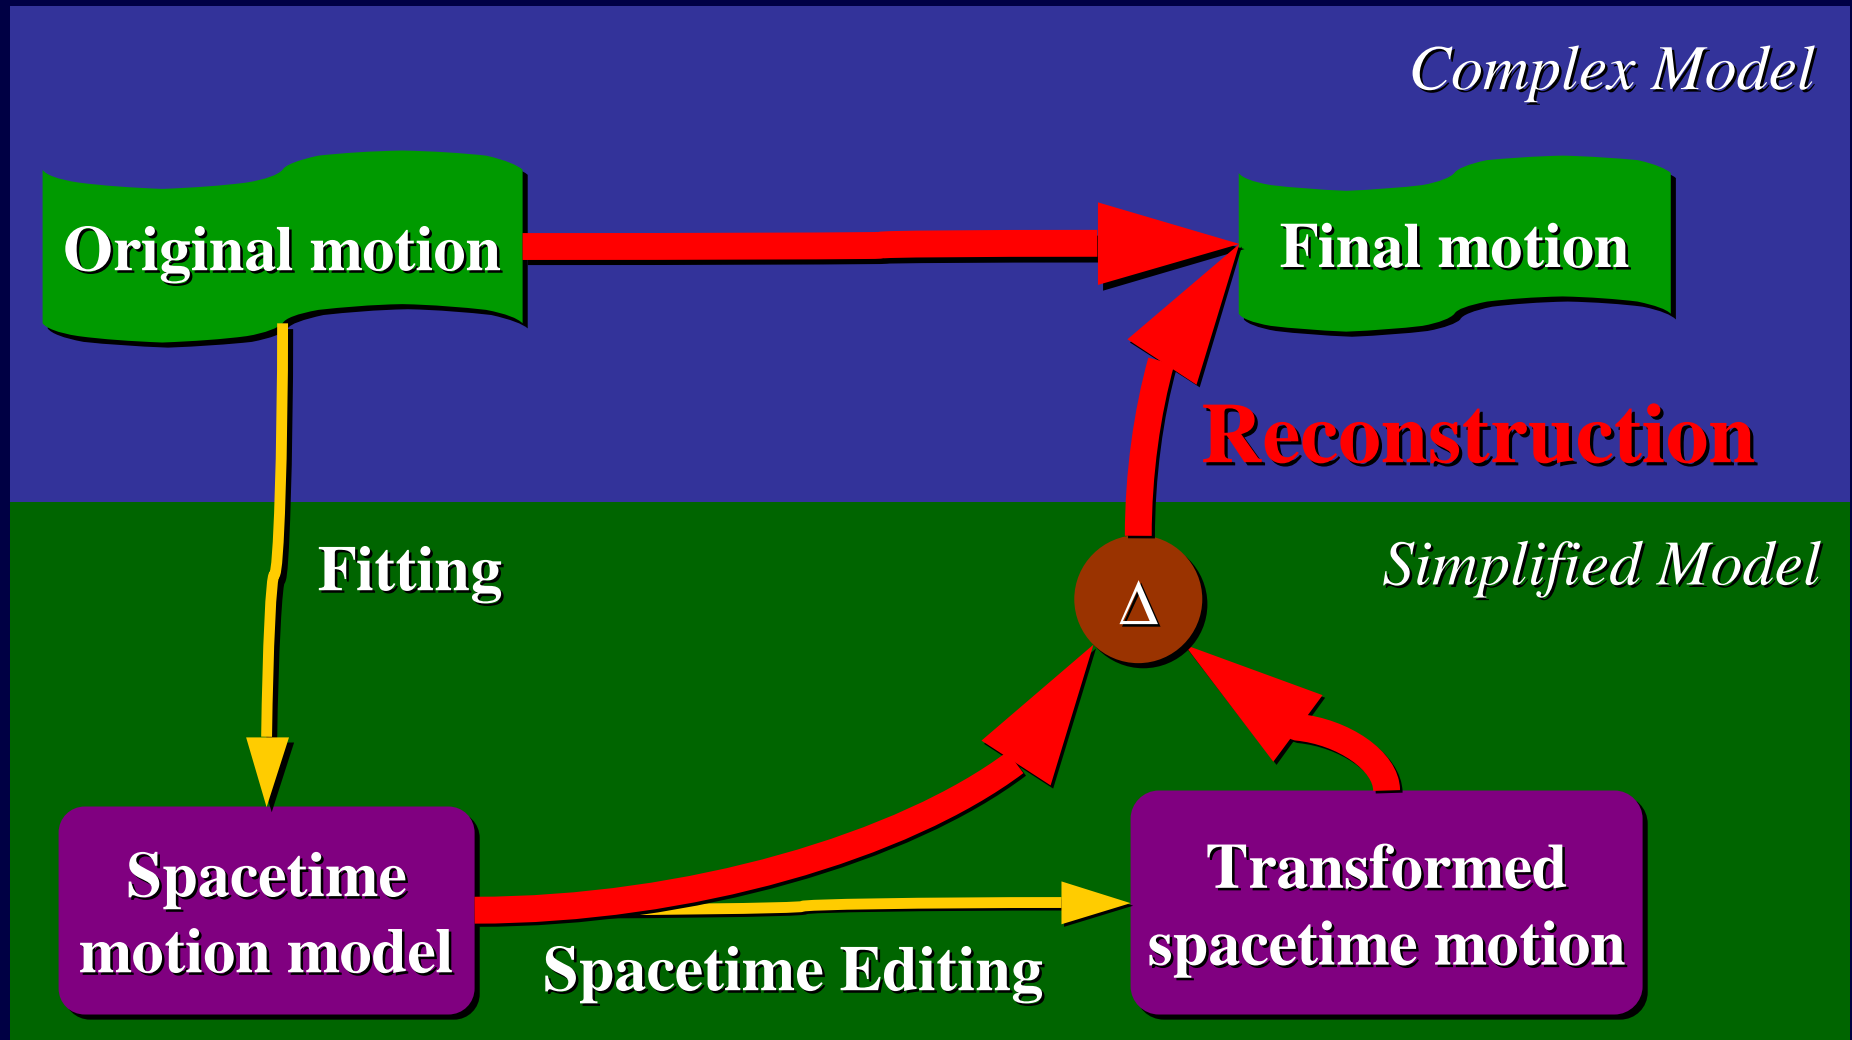 Complex Model
Original motion
Final motion
Reconstruction
Fitting
Simplified Model
Δ
Spacetime
motion model
Spacetime Editing
Transformed
spacetime motion